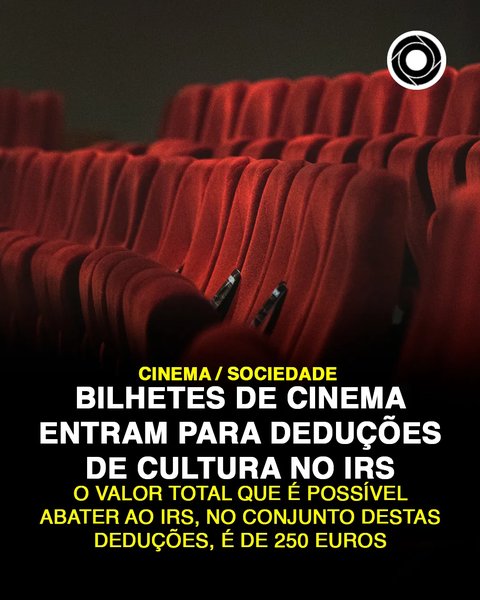 CINEMA / SOCIEDADE
BILHETES DE CINEMA
ENTRAM PARA DEDUÇÕES
DE CULTURA NO IRS
O VALOR TOTAL QUE É POSSÍVEL
ABATER AO IRS, NO CONJUNTO DESTAS
DEDUÇÕES, É DE 250 EUROS